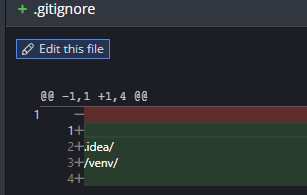 + .gitignore
Edit this file
@@ -1,1 +1,4 @@
1 −
1+
2+.idea/
3+/venv/
4+